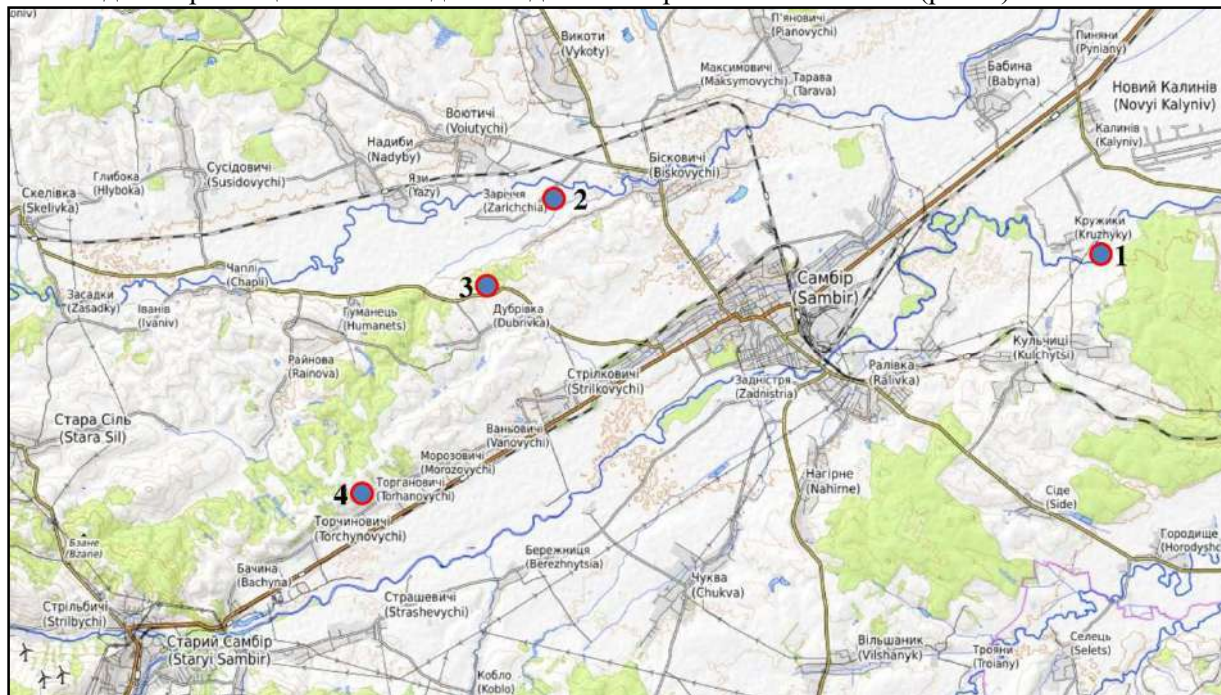 Викоти
(Vykoty)
П'яновичі
(Pianovychi)
Пиняни
(Pyniany)
Максимовичі
(Maksymovychi)
Тарава
(Tarava)
Бабина
(Babyna)
Новий Калинів
(Novyi Kalyniv)
Калинів
(Kalyniv)
Воютичі
(Voiutychi)
Надиби
(Nadyby)
Бісковичі
(Biskovychi)
Глибока
(Hlyboka)
Сусідовичі
(Susidovychi)
Язи
(Yazy)
Скелівка
(Skelivka)
Заріччя
(Zarichchia)
2
Кружики
(Kruzhyky)
1
Чаплі
(Chapli)
3
Самбір
(Sambir)
Засадки
(Zasadky)
Іванів
(Ivaniv)
Гуманець
(Humanets)
Дубрівка
(Dubrivka)
Райнова
(Rainova)
Кульчиці
(Kulchytsi)
Стрілковичі
(Strilkovychi)
Задністря
(Zadnistria)
Ралівка
(Ralivka)
Стара Сіль
(Stara Sil)
Ваньовичі
(Vanovychi)
Морозовичі
(Morozovychi)
4
Торгановичі
(Torhanovychi)
Нагірне
(Nahirne)
Сіде
(Side)
Торчиновичі
(Torchynovychi)
Бзане
(Bzane)
Городище
(Horodyshc
Бережниця
(Berezhnytsia)
Бачина
(Bachyna)
Чуква
(Chukva)
Страшевичі
(Strashevychi)
Стрільбичі
(Strilbychi)
Старий Самбір
(Staryi Sambir)
Вільшаник
(Vilshanyk)
Трояни
(Troiany)
Селець
(Selets)
Кобло
(Koblo)